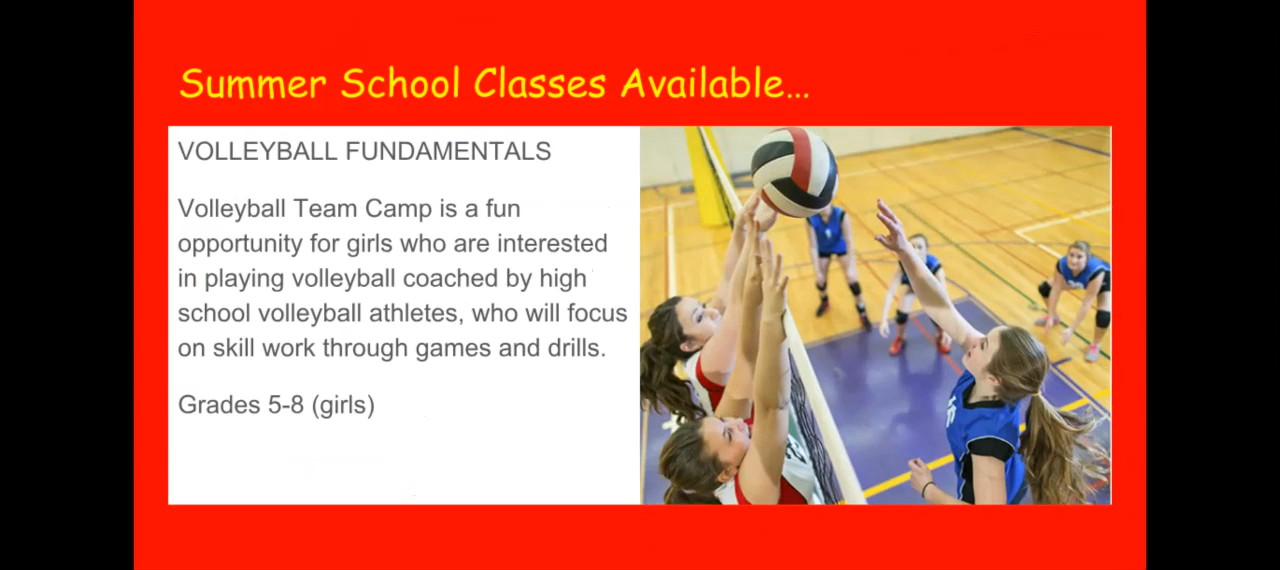 Summer School Classes Available…
VOLLEYBALL FUNDAMENTALS
Volleyball Team Camp is a fun
opportunity for girls who are interested
in playing volleyball coached by high
school volleyball athletes, who will focus
on skill work through games and drills.
Grades 5-8 (girls)